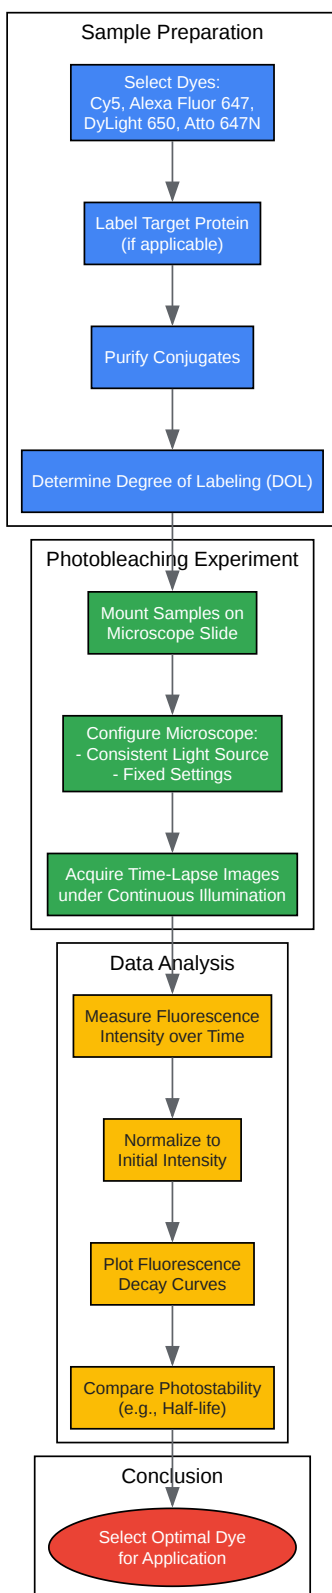 Sample Preparation
Select Dyes:
Cy5, Alexa Fluor 647,
DyLight 650, Atto 647N
Label Target Protein
(if applicable)
Purify Conjugates
Determine Degree of Labeling (DOL)
Photobleaching Experiment
Mount Samples on
Microscope Slide
Configure Microscope:
- Consistent Light Source
- Fixed Settings
Acquire Time-Lapse Images
under Continuous Illumination
Data Analysis
Measure Fluorescence
Intensity over Time
Normalize to
Initial Intensity
Plot Fluorescence
Decay Curves
Compare Photostability
(e.g., Half-life)
Conclusion
Select Optimal Dye
for Application